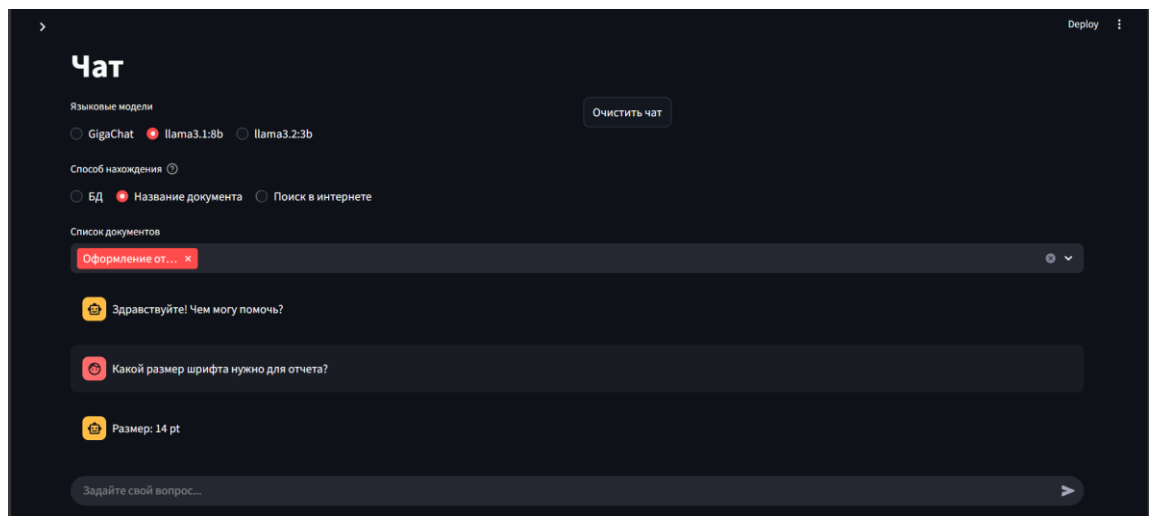 Deploy
Чат
Языковые модели
Очистить чат
GigaChat llama3.1:8b llama3.2:3b
Способ нахождения
БД Название документа Поиск в интернете
Список документов
Оформление от... ×
Здравствуйте! Чем могу помочь?
Какой размер шрифта нужно для отчета?
Размер: 14 pt
Задайте свой вопрос...